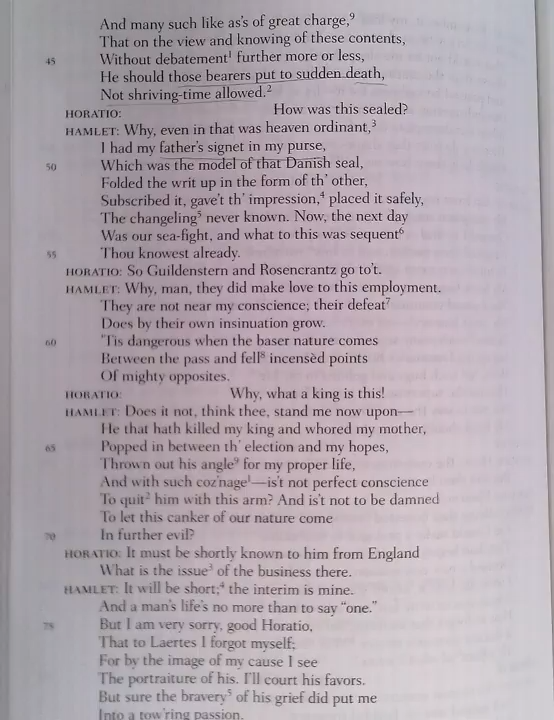 And many such like as's of great charge,9
That on the view and knowing of these contents,
45 Without debatement1 further more or less,
He should those bearers put to sudden death,
Not shriving-time allowed.2
HORATIO: How was this sealed?
HAMLET: Why, even in that was heaven ordinant,3
I had my father's signet in my purse,
50 Which was the model of that Danish seal,
Folded the writ up in the form of th' other,
Subscribed it, gave't th' impression,4 placed it safely,
The changeling5 never known. Now, the next day
Was our sea-fight, and what to this was sequent6
55 Thou knowest already.
HORATIO: So Guildenstern and Rosencrantz go to't.
HAMLET: Why, man, they did make love to this employment.
They are not near my conscience; their defeat7
Does by their own insinuation grow.
60 'Tis dangerous when the baser nature comes
Between the pass and fell8 incensèd points
Of mighty opposites.
HORATIO: Why, what a king is this!
HAMLET: Does it not, think thee, stand me now upon—
He that hath killed my king and whored my mother,
65 Popped in between th' election and my hopes,
Thrown out his angle9 for my proper life,
And with such coz'nage1—is't not perfect conscience
To quit2 him with this arm? And is't not to be damned
To let this canker of our nature come
70 In further evil?
HORATIO: It must be shortly known to him from England
What is the issue3 of the business there.
HAMLET: It will be short;4 the interim is mine.
And a man's life's no more than to say "one."
75 But I am very sorry, good Horatio,
That to Laertes I forgot myself;
For by the image of my cause I see
The portraiture of his. I'll court his favors.
But sure the bravery5 of his grief did put me
Into a tow'ring passion.